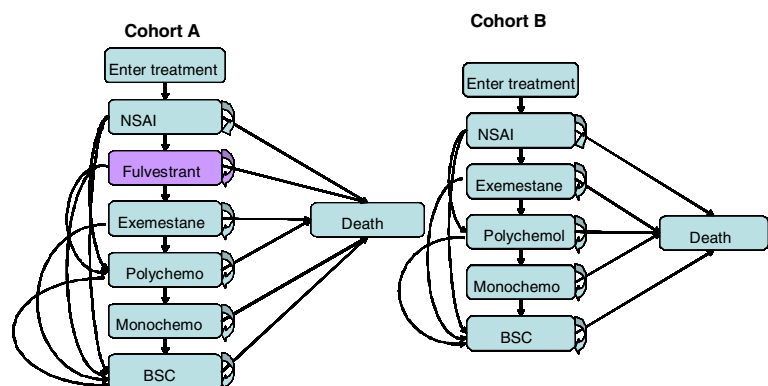 Cohort A
Enter treatment
NSAI
Fulvestrant
Exemestane
Polychemo
Monochemo
BSC
Death
Cohort B
Enter treatment
NSAI
Exemestane
Polychemol
Monochemo
BSC
Death